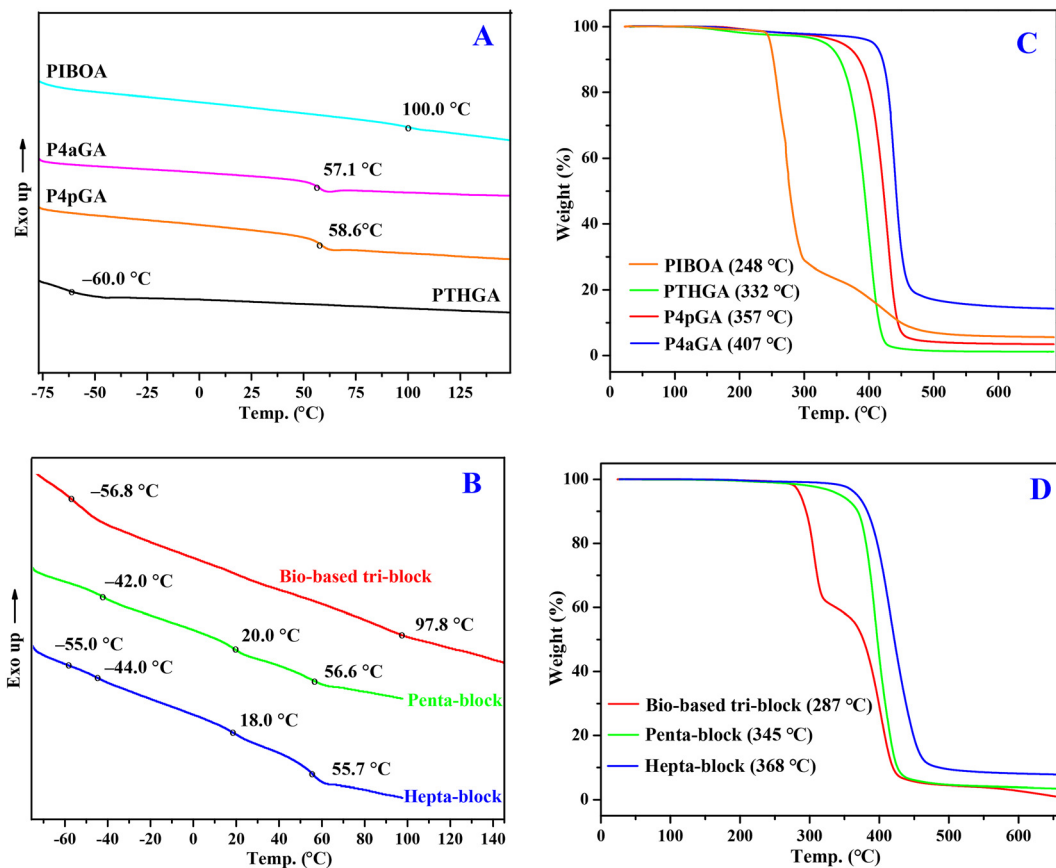 A
PIBOA
100.0 °C
P4aGA
57.1 °C
P4pGA
58.6°C
–60.0 °C
PTHGA
Exo up
-75 -50 -25 0 25 50 75 100 125
Temp. (°C)
C
100
80
60
40
20
0
Weight (%)
PIBOA (248 °C)
PTHGA (332 °C)
P4pGA (357 °C)
P4aGA (407 °C)
0 100 200 300 400 500 600
Temp. (°C)
B
–56.8 °C
Bio-based tri-block
–42.0 °C
97.8 °C
20.0 °C
–55.0 °C
56.6 °C
–44.0 °C
Penta-block
18.0 °C
55.7 °C
Hepta-block
Exo up
-60 -40 -20 0 20 40 60 80 100 120 140
Temp. (°C)
D
100
80
60
40
20
0
Weight (%)
Bio-based tri-block (287 °C)
Penta-block (345 °C)
Hepta-block (368 °C)
0 100 200 300 400 500 600
Temp. (°C)